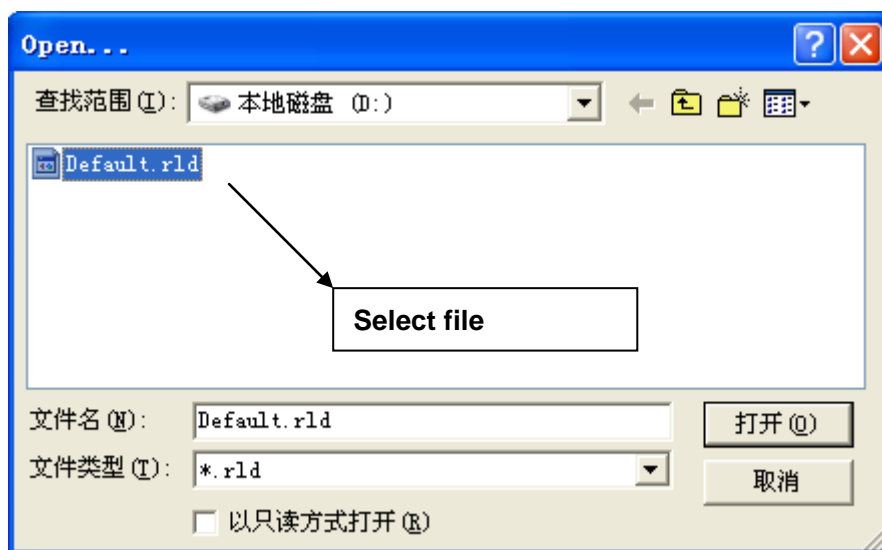 Open...
查找范围(I): 本地磁盘 (D:)
Default.rld
Select file
文件名(N): Default.rld
打开(O)
文件类型(T): *.rld
取消
以只读方式打开(R)